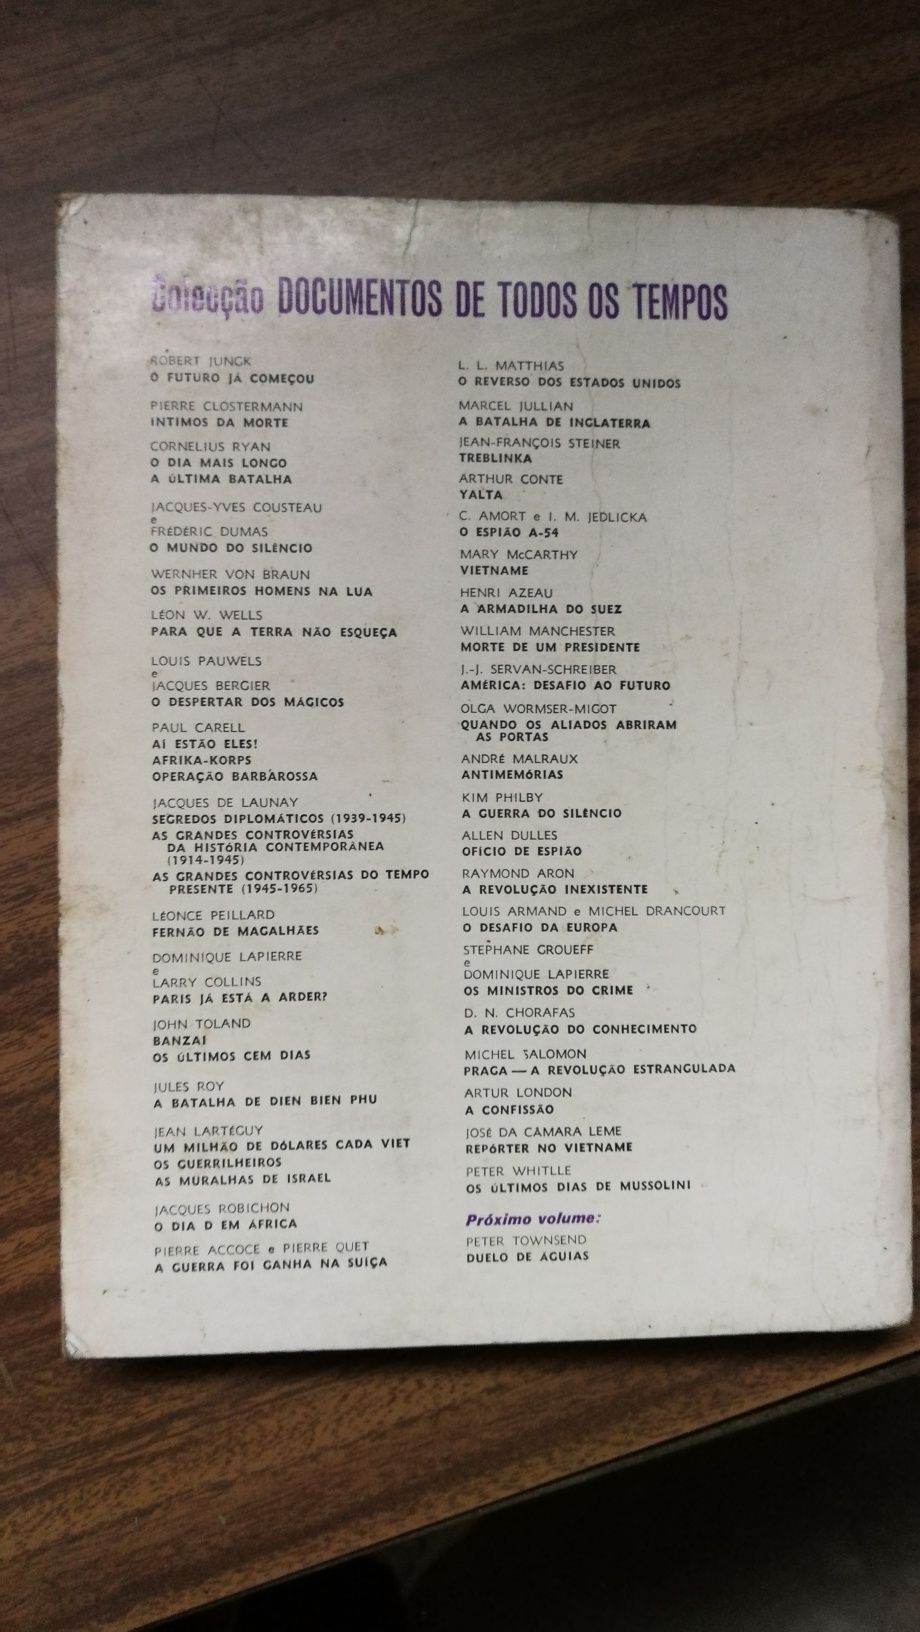 Colecção DOCUMENTOS DE TODOS OS TEMPOS
ROBERT JUNGK
O FUTURO JÁ COMEÇOU
PIERRE CLOSTERMANN
ÍNTIMOS DA MORTE
CORNELIUS RYAN
O DIA MAIS LONGO
A ÚLTIMA BATALHA
JACQUES-YVES COUSTEAU
e
FRÉDÉRIC DUMAS
O MUNDO DO SILÊNCIO
WERNHER VON BRAUN
OS PRIMEIROS HOMENS NA LUA
LÉON W. WELLS
PARA QUE A TERRA NÃO ESQUEÇA
LOUIS PAUWELS
e
JACQUES BERGIER
O DESPERTAR DOS MÁGICOS
PAUL CARELL
AÍ ESTÃO ELES!
AFRIKA-KORPS
OPERAÇÃO BARBÁROSSA
JACQUES DE LAUNAY
SEGREDOS DIPLOMÁTICOS (1939-1945)
AS GRANDES CONTROVÉRSIAS
DA HISTÓRIA CONTEMPORÂNEA
(1914-1945)
AS GRANDES CONTROVÉRSIAS DO TEMPO
PRESENTE (1945-1965)
LÉONCE PEILLARD
FERNÃO DE MAGALHÃES
DOMINIQUE LAPIERRE
e
LARRY COLLINS
PARIS JÁ ESTÁ A ARDER?
JOHN TOLAND
BANZAI
OS ÚLTIMOS CEM DIAS
JULES ROY
A BATALHA DE DIEN BIEN PHU
JEAN LARTÉGUY
UM MILHÃO DE DÓLARES CADA VIET
OS GUERRILHEIROS
AS MURALHAS DE ISRAEL
JACQUES ROBICHON
O DIA D EM ÁFRICA
PIERRE ACCOCE e PIERRE QUET
A GUERRA FOI GANHA NA SUÍÇA
L. L. MATTHIAS
O REVERSO DOS ESTADOS UNIDOS
MARCEL JULLIAN
A BATALHA DE INGLATERRA
JEAN-FRANÇOIS STEINER
TREBLINKA
ARTHUR CONTE
YALTA
C. AMORT e I. M. JEDLICKA
O ESPIÃO A-54
MARY McCARTHY
VIETNAME
HENRI AZEAU
A ARMADILHA DO SUEZ
WILLIAM MANCHESTER
MORTE DE UM PRESIDENTE
J.-J. SERVAN-SCHREIBER
AMÉRICA: DESAFIO AO FUTURO
OLGA WORMSER-MIGOT
QUANDO OS ALIADOS ABRIRAM
AS PORTAS
ANDRÉ MALRAUX
ANTIMEMÓRIAS
KIM PHILBY
A GUERRA DO SILÊNCIO
ALLEN DULLES
OFÍCIO DE ESPIÃO
RAYMOND ARON
A REVOLUÇÃO INEXISTENTE
LOUIS ARMAND e MICHEL DRANCOURT
O DESAFIO DA EUROPA
STEPHANE GROUEFF
e
DOMINIQUE LAPIERRE
OS MINISTROS DO CRIME
D. N. CHORAFAS
A REVOLUÇÃO DO CONHECIMENTO
MICHEL SALOMON
PRAGA — A REVOLUÇÃO ESTRANGULADA
ARTUR LONDON
A CONFISSÃO
JOSÉ DA CÂMARA LEME
REPÓRTER NO VIETNAME
PETER WHITLLE
OS ÚLTIMOS DIAS DE MUSSOLINI
Próximo volume:
PETER TOWNSEND
DUELO DE ÁGUIAS